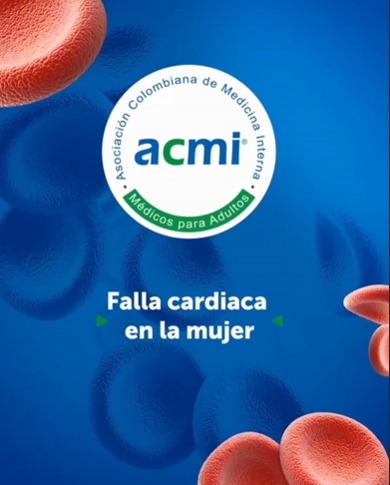 Asociación Colombiana de Medicina Interna
acmi®
• Médicos para Adultos •
Falla cardiaca
en la mujer